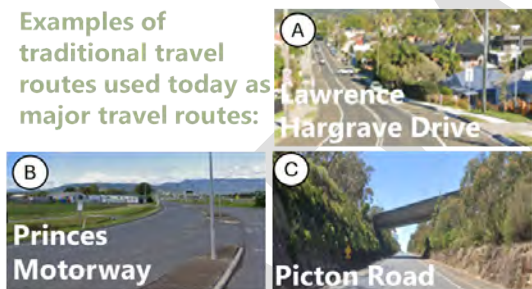 Examples of
traditional travel
routes used today as
major travel routes:
A
Lawrence
Hargrave Drive
B
Princes
Motorway
C
Picton Road